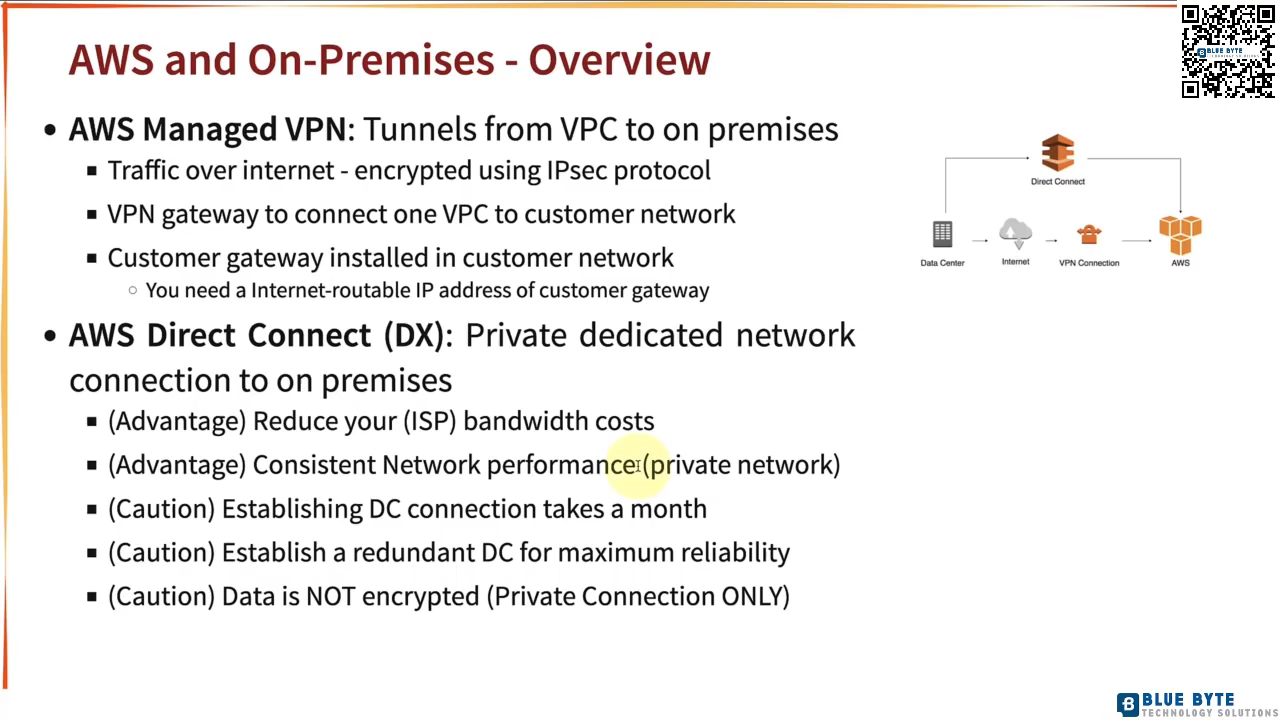 AWS and On-Premises - Overview
• AWS Managed VPN: Tunnels from VPC to on premises
▪ Traffic over internet - encrypted using IPsec protocol
▪ VPN gateway to connect one VPC to customer network
▪ Customer gateway installed in customer network
○ You need a Internet-routable IP address of customer gateway
• AWS Direct Connect (DX): Private dedicated network
connection to on premises
▪ (Advantage) Reduce your (ISP) bandwidth costs
▪ (Advantage) Consistent Network performance (private network)
▪ (Caution) Establishing DC connection takes a month
▪ (Caution) Establish a redundant DC for maximum reliability
▪ (Caution) Data is NOT encrypted (Private Connection ONLY)
Direct Connect
Data Center
Internet
VPN Connection
AWS
BLUE BYTE
BLUE BYTE
TECHNOLOGY SOLUTIONS